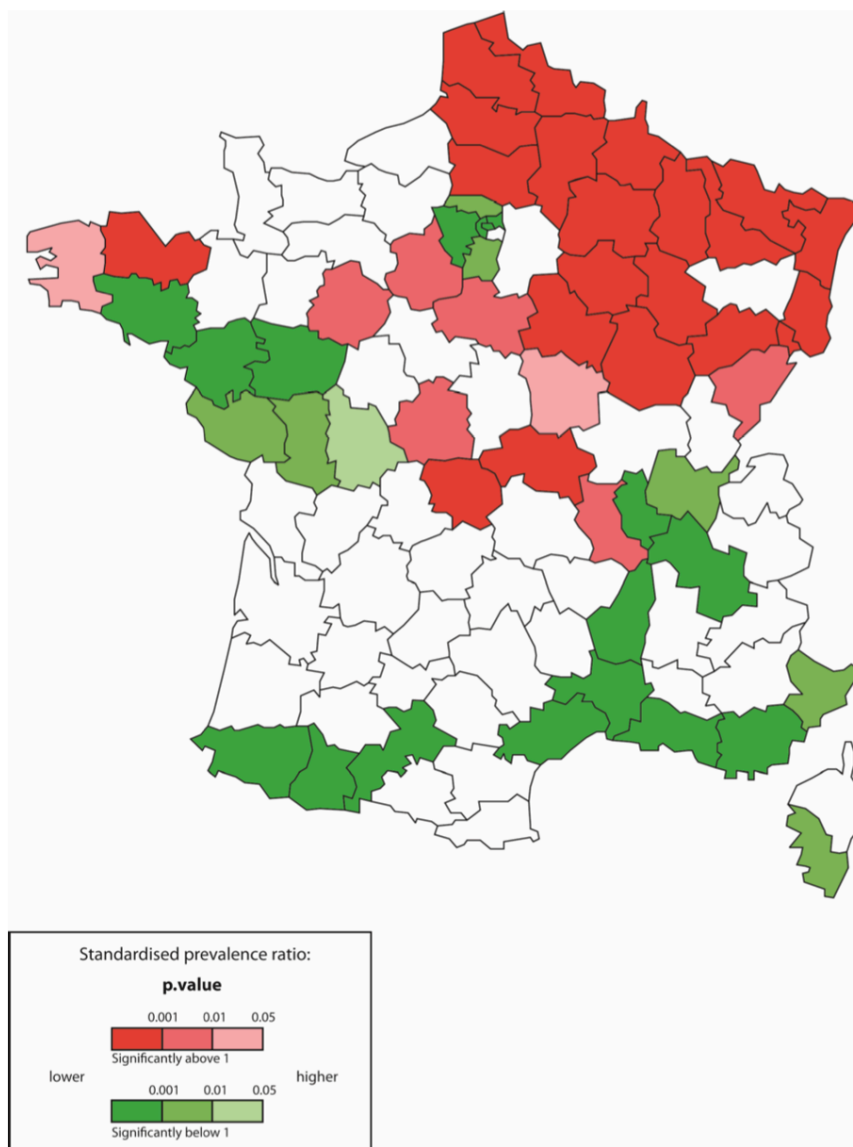 Standardised prevalence ratio:
p.value
0.001 0.01 0.05
Significantly above 1
lower higher
0.001 0.01 0.05
Significantly below 1